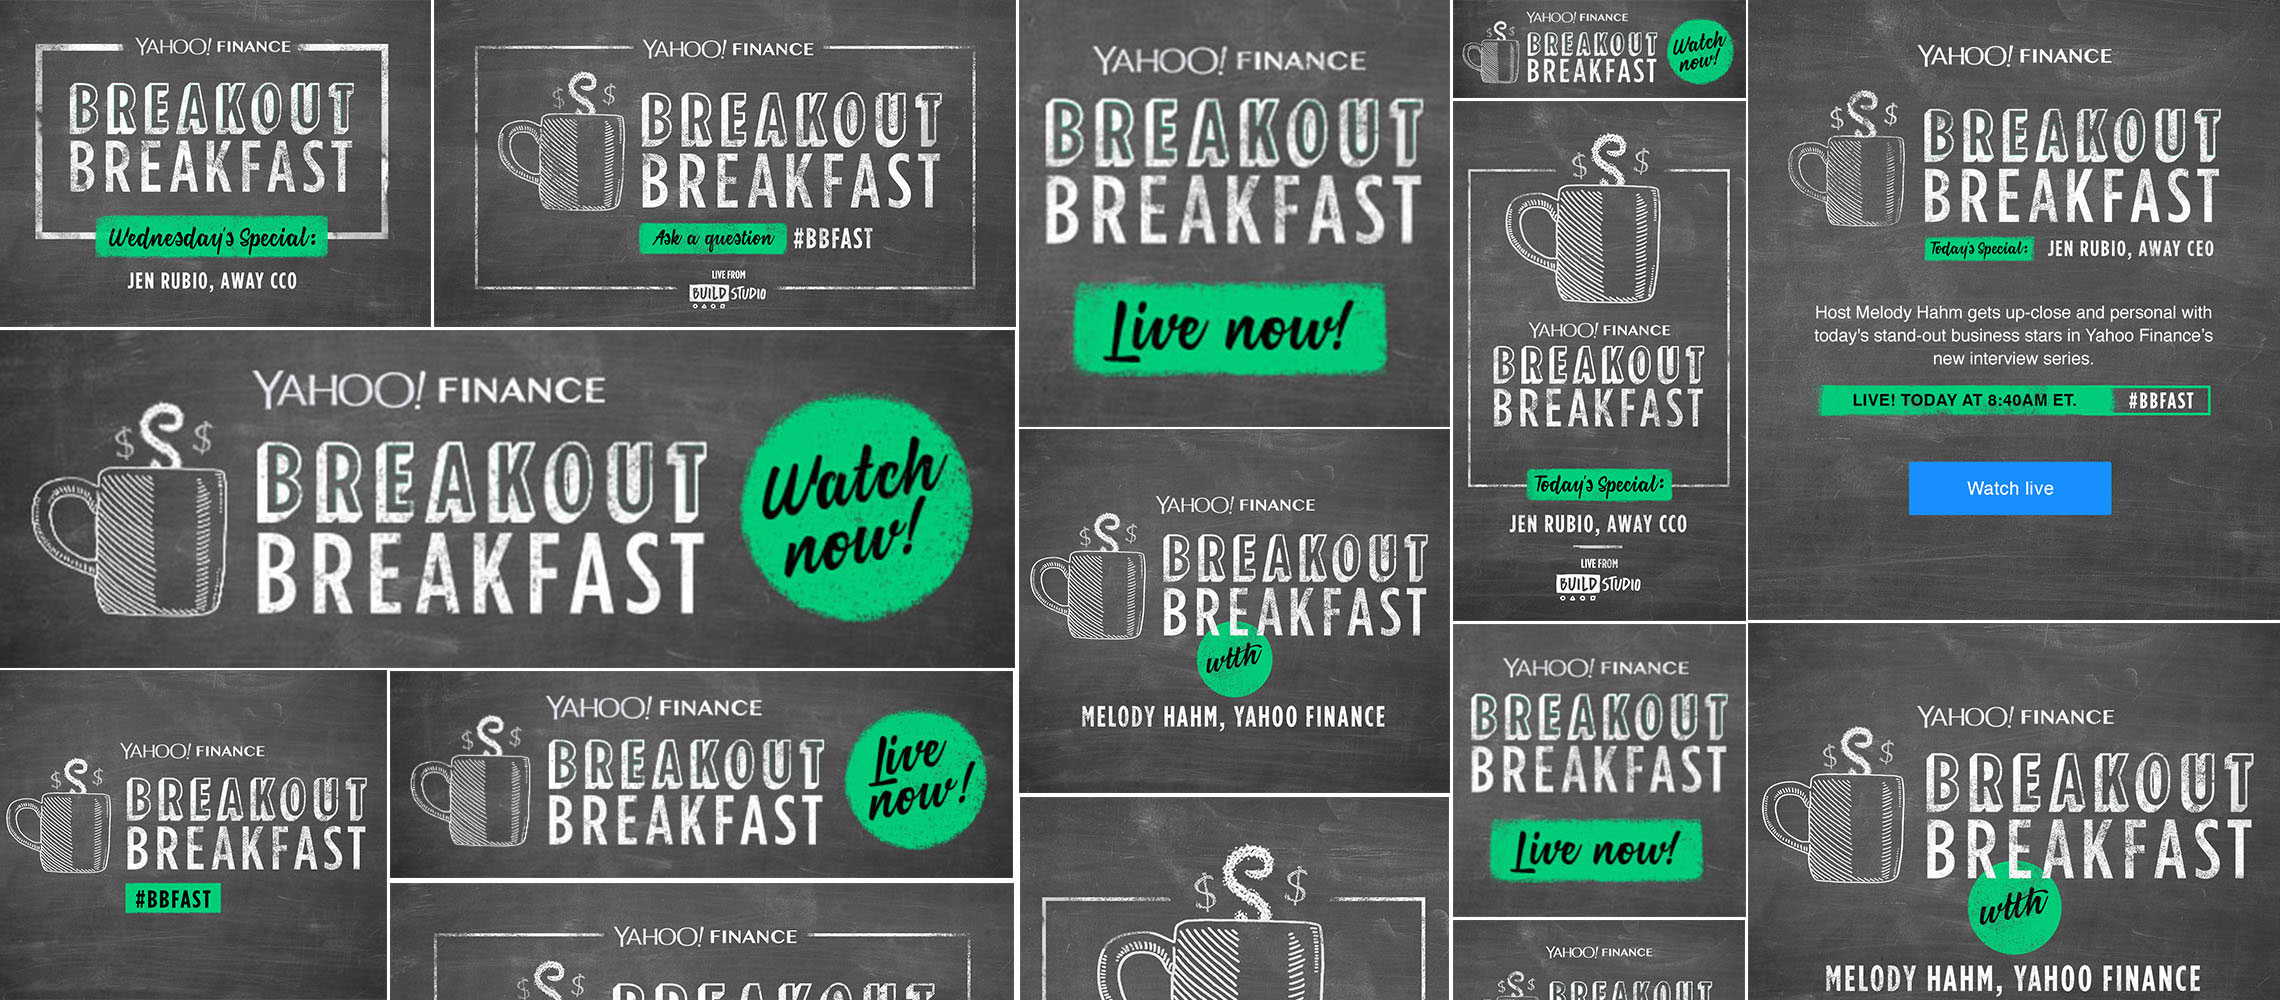 YAHOO! FINANCE
BREAKOUT
BREAKFAST
Wednesday's Special:
JEN RUBIO, AWAY CCO
YAHOO! FINANCE
$ $
BREAKOUT
BREAKFAST
Ask a question #BBFAST
LIVE FROM
BUILD STUDIO
YAHOO! FINANCE
BREAKOUT
BREAKFAST
Live now!
YAHOO! FINANCE
$ $
BREAKOUT
BREAKFAST
Watch
now!
YAHOO! FINANCE
$ $
BREAKOUT
BREAKFAST
Today's Special: JEN RUBIO, AWAY CEO
Host Melody Hahm gets up-close and personal with
today's stand-out business stars in Yahoo Finance’s
new interview series.
LIVE! TODAY AT 8:40AM ET. #BBFAST
Watch live
$ $
YAHOO! FINANCE
BREAKOUT
BREAKFAST
Today's Special:
JEN RUBIO, AWAY CCO
LIVE FROM
BUILD STUDIO
YAHOO! FINANCE
$ $
BREAKOUT
BREAKFAST
Watch
now!
YAHOO! FINANCE
$ $
BREAKOUT
BREAKFAST
with
MELODY HAHM, YAHOO FINANCE
YAHOO! FINANCE
$ $
BREAKOUT
BREAKFAST
#BBFAST
YAHOO! FINANCE
$ $
BREAKOUT
BREAKFAST
Live
now!
YAHOO! FINANCE
BREAKOUT
BREAKFAST
Live now!
YAHOO! FINANCE
$ $
BREAKOUT
BREAKFAST
with
MELODY HAHM, YAHOO FINANCE
YAHOO! FINANCE
$ $
BREAKOUT
$ $
YAHOO! FINANCE
$ $
BREAKOUT